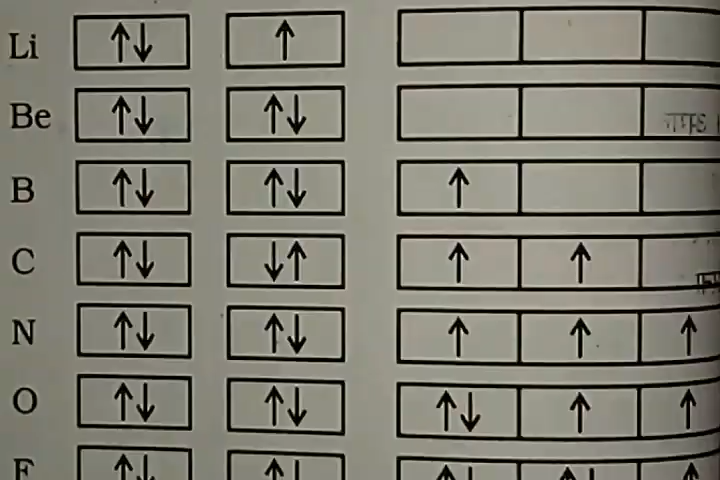 Li ↑↓ ↑
Be ↑↓ ↑↓
B ↑↓ ↑↓ ↑
C ↑↓ ↓↑ ↑ ↑
N ↑↓ ↑↓ ↑ ↑ ↑
O ↑↓ ↑↓ ↑↓ ↑ ↑
F ↑↓ ↑↓ ↑↓ ↑↓ ↑